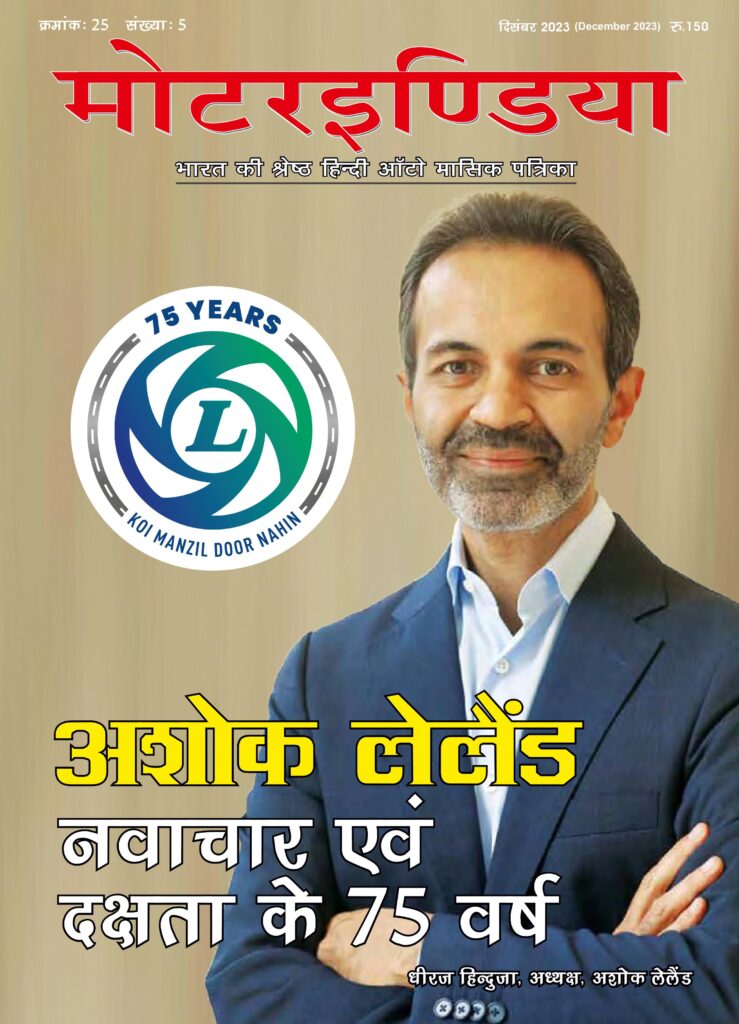 क्रमांक: 25 संख्या: 5
दिसंबर 2023 (December 2023) रु.150
मोटरइण्डिया
भारत की श्रेष्ठ हिन्दी ऑटो मासिक पत्रिका
75 YEARS
L
KOI MANZIL DOOR NAHIN
अशोक लेलैंड
नवाचार एवं
दक्षता के 75 वर्ष
धीरज हिन्दुजा, अध्यक्ष, अशोक लेलैंड